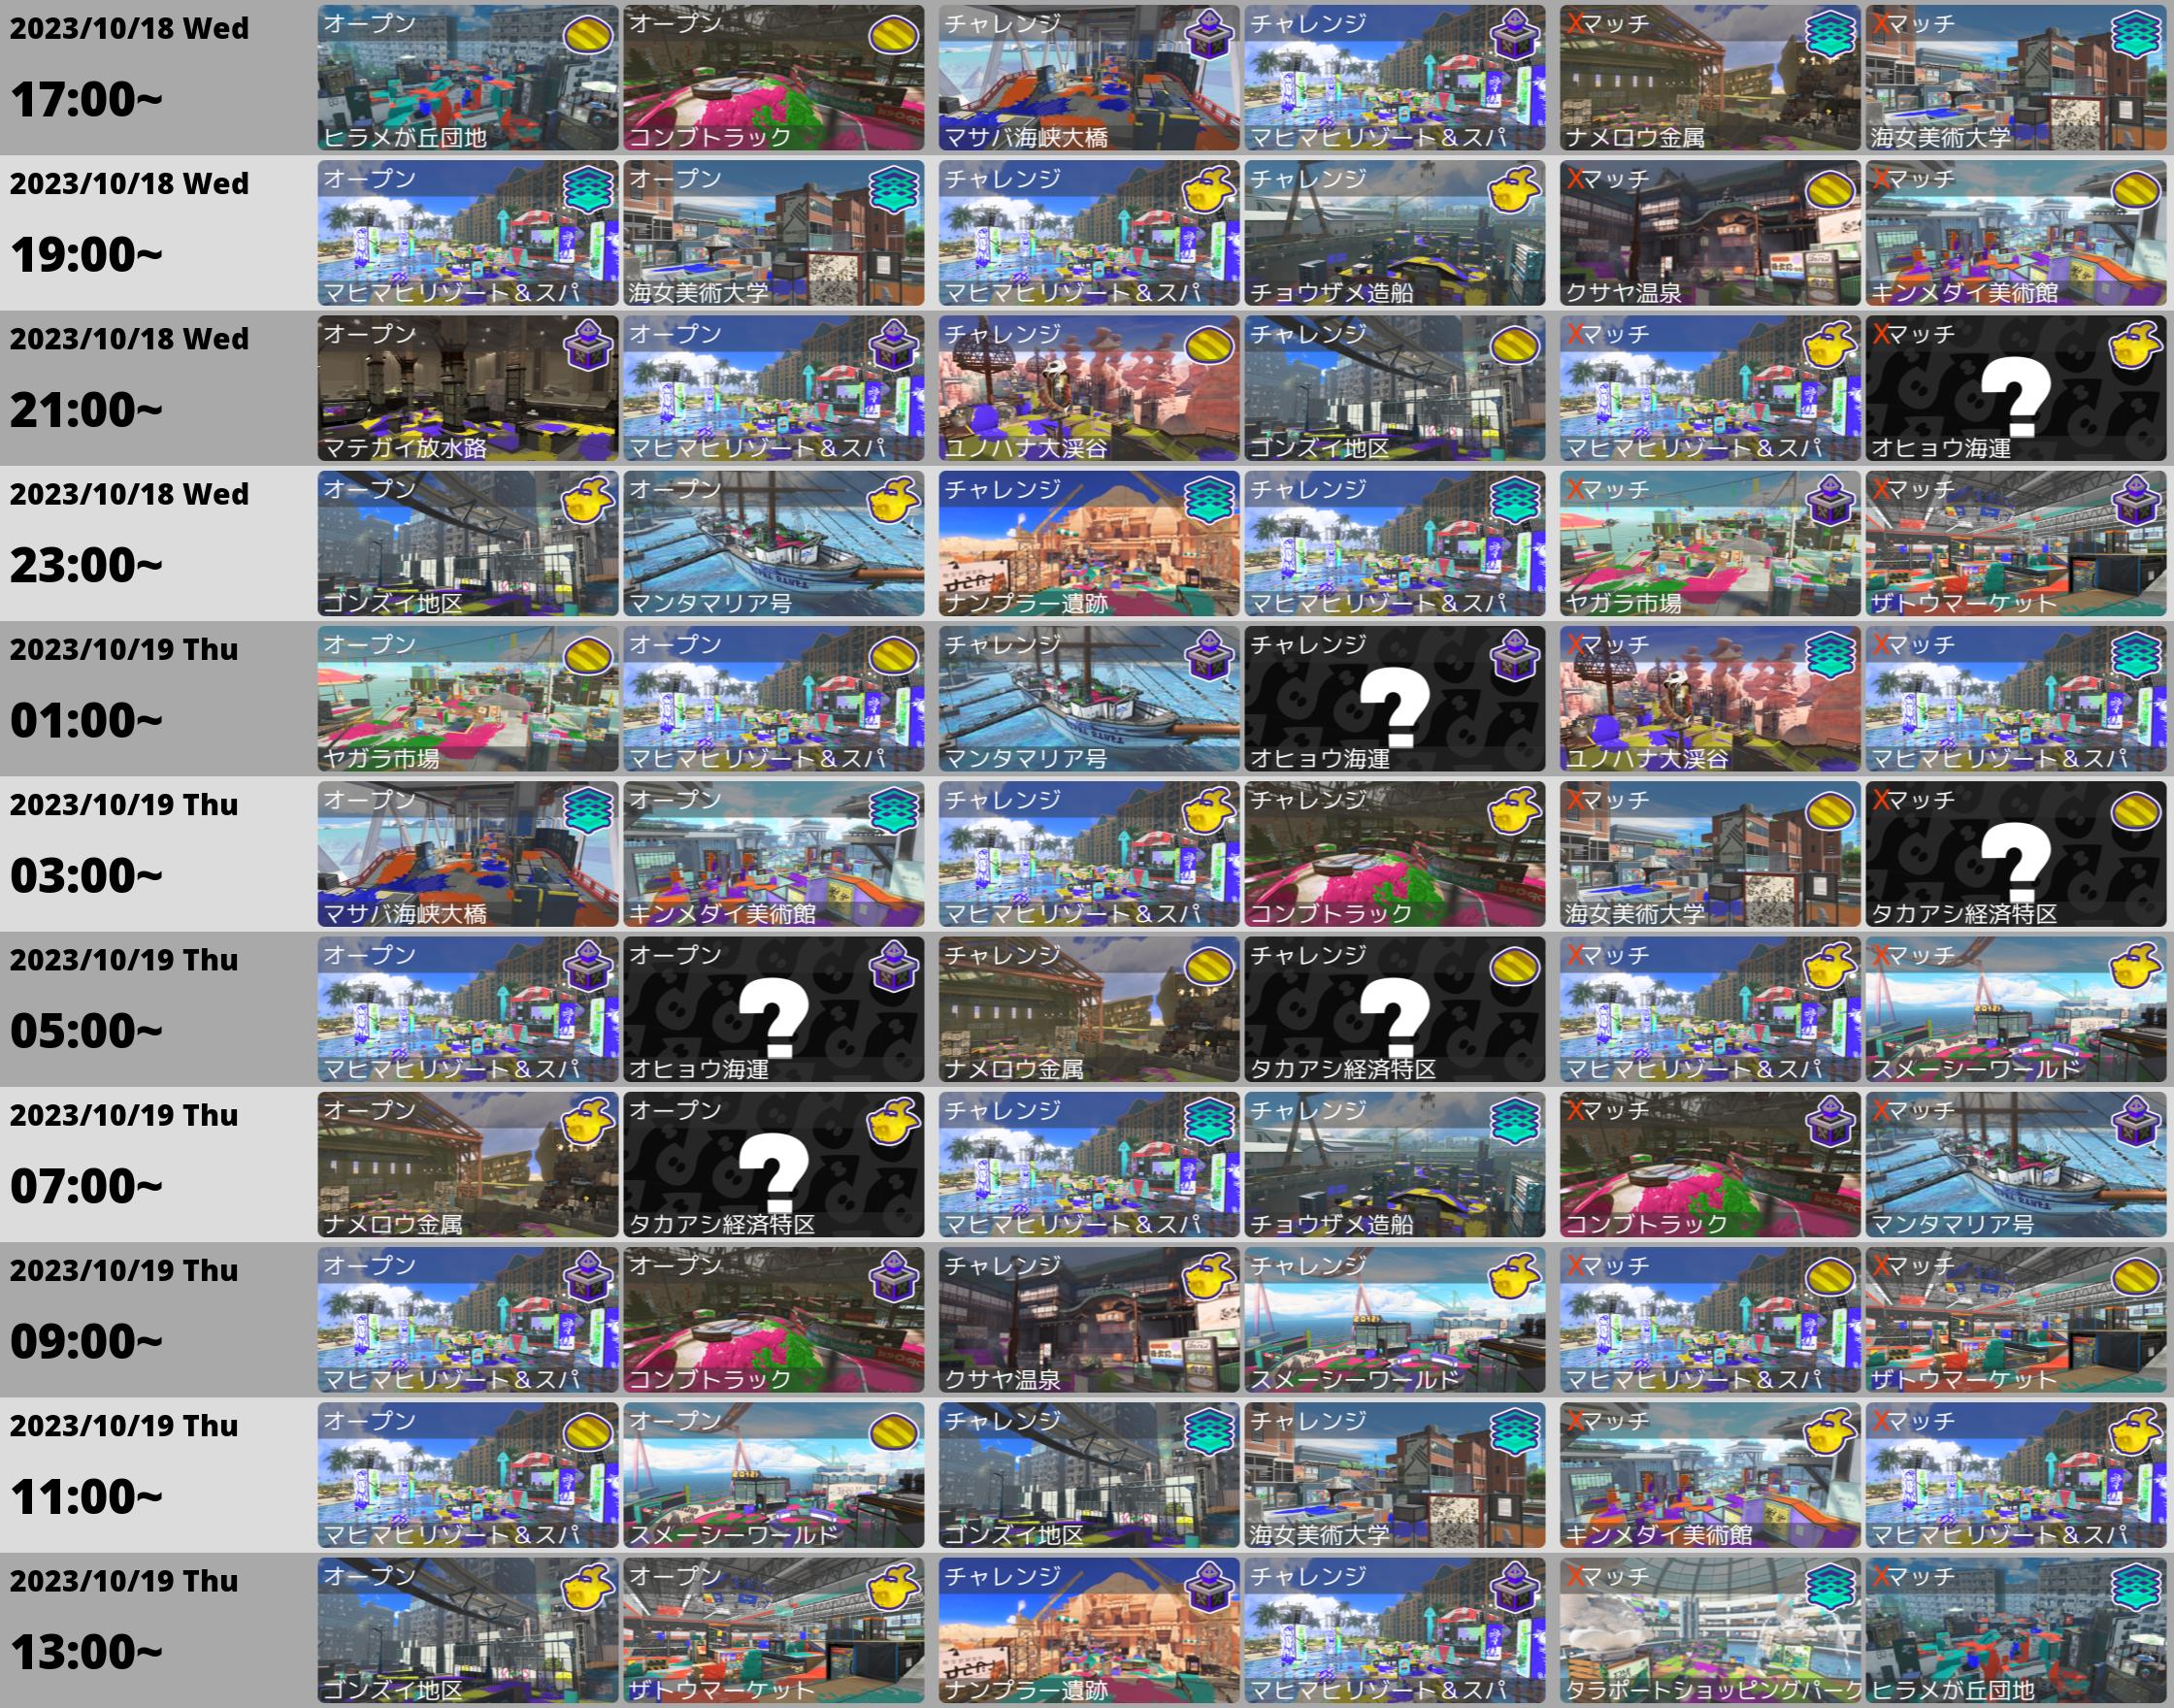 2023/10/18 Wed
17:00~
オープン
ヒラメが丘団地
オープン
コンブトラック
チャレンジ
マサバ海峡大橋
チャレンジ
マヒマヒリゾート＆スパ
Xマッチ
ナメロウ金属
Xマッチ
海女美術大学
2023/10/18 Wed
19:00~
オープン
マヒマヒリゾート＆スパ
オープン
海女美術大学
チャレンジ
マヒマヒリゾート＆スパ
チャレンジ
チョウザメ造船
Xマッチ
クサヤ温泉
Xマッチ
キンメダイ美術館
2023/10/18 Wed
21:00~
オープン
マテガイ放水路
オープン
マヒマヒリゾート＆スパ
チャレンジ
ユノハナ大渓谷
チャレンジ
ゴンズイ地区
Xマッチ
マヒマヒリゾート＆スパ
Xマッチ
?
オヒョウ海運
2023/10/18 Wed
23:00~
オープン
ゴンズイ地区
オープン
マンタマリア号
チャレンジ
ナンプラー遺跡
チャレンジ
マヒマヒリゾート＆スパ
Xマッチ
ヤガラ市場
Xマッチ
ザトウマーケット
2023/10/19 Thu
01:00~
オープン
ヤガラ市場
オープン
マヒマヒリゾート＆スパ
チャレンジ
マンタマリア号
チャレンジ
?
オヒョウ海運
Xマッチ
ユノハナ大渓谷
Xマッチ
マヒマヒリゾート＆スパ
2023/10/19 Thu
03:00~
オープン
マサバ海峡大橋
オープン
キンメダイ美術館
チャレンジ
マヒマヒリゾート＆スパ
チャレンジ
コンブトラック
Xマッチ
海女美術大学
Xマッチ
?
タカアシ経済特区
2023/10/19 Thu
05:00~
オープン
マヒマヒリゾート＆スパ
オープン
?
オヒョウ海運
チャレンジ
ナメロウ金属
チャレンジ
?
タカアシ経済特区
Xマッチ
マヒマヒリゾート＆スパ
Xマッチ
スメーシーワールド
2023/10/19 Thu
07:00~
オープン
ナメロウ金属
オープン
?
タカアシ経済特区
チャレンジ
マヒマヒリゾート＆スパ
チャレンジ
チョウザメ造船
Xマッチ
コンブトラック
Xマッチ
マンタマリア号
2023/10/19 Thu
09:00~
オープン
マヒマヒリゾート＆スパ
オープン
コンブトラック
チャレンジ
クサヤ温泉
チャレンジ
スメーシーワールド
Xマッチ
マヒマヒリゾート＆スパ
Xマッチ
ザトウマーケット
2023/10/19 Thu
11:00~
オープン
マヒマヒリゾート＆スパ
オープン
スメーシーワールド
チャレンジ
ゴンズイ地区
チャレンジ
海女美術大学
Xマッチ
キンメダイ美術館
Xマッチ
マヒマヒリゾート＆スパ
2023/10/19 Thu
13:00~
オープン
ゴンズイ地区
オープン
ザトウマーケット
チャレンジ
ナンプラー遺跡
チャレンジ
マヒマヒリゾート＆スパ
Xマッチ
タラポートショッピングパーク
Xマッチ
ヒラメが丘団地